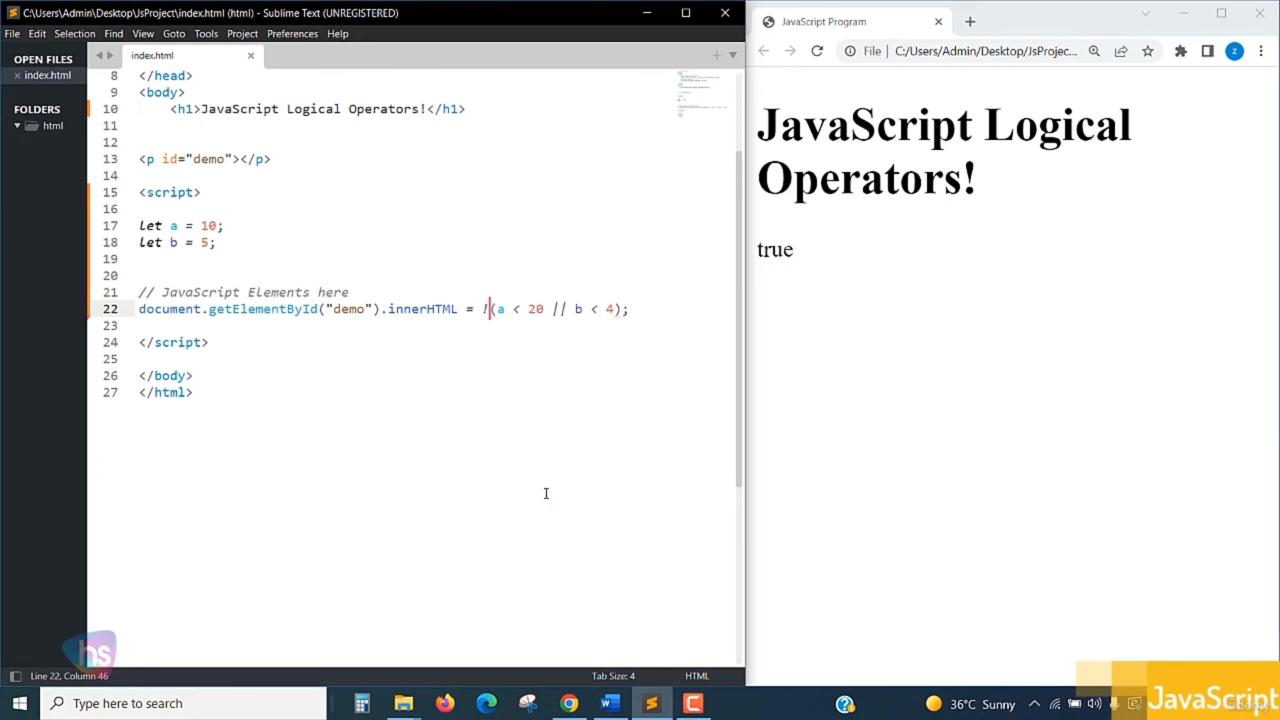 C:\Users\Admin\Desktop\JsProject\index.html (html) - Sublime Text (UNREGISTERED)
File Edit Selection Find View Goto Tools Project Preferences Help
OPEN FILES
index.html
FOLDERS
html
index.html
8 </head>
9 <body>
10 <h1>JavaScript Logical Operators!</h1>
11
12
13 <p id="demo"></p>
14
15 <script>
16
17 let a = 10;
18 let b = 5;
19
20
21 // JavaScript Elements here
22 document.getElementById("demo").innerHTML = !(a < 20 || b < 4);
23
24 </script>
25
26 </body>
27 </html>
hs
Line 22, Column 46 Tab Size: 4 HTML
JavaScript Program
File C:/Users/Admin/Desktop/JsProjec... z
JavaScript Logical
Operators!
true
Type here to search
36°C Sunny
JavaScript